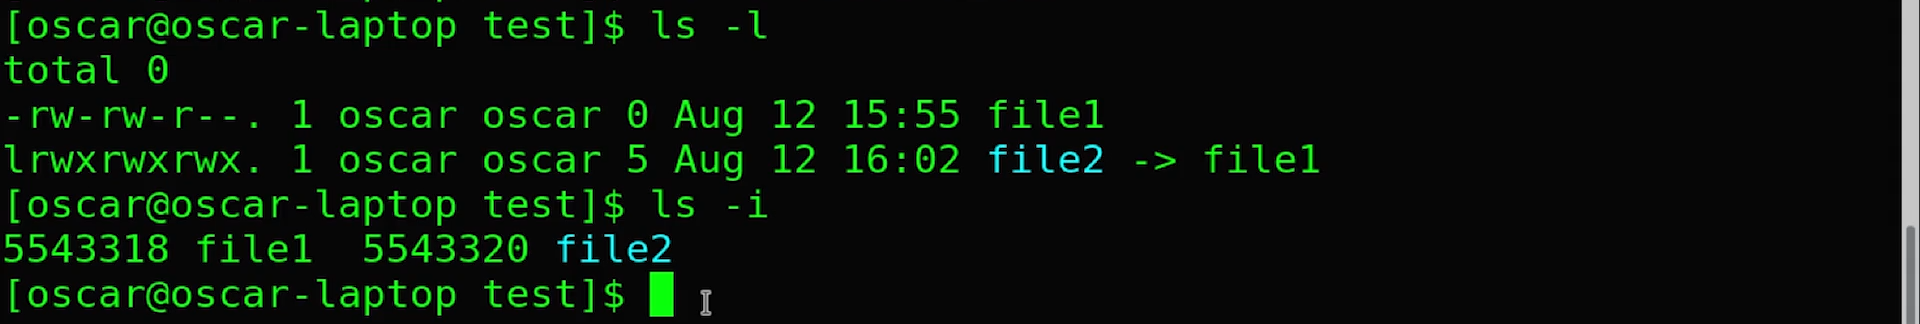 [oscar@oscar-laptop test]$ ls -l
total 0
-rw-rw-r--. 1 oscar oscar 0 Aug 12 15:55 file1
lrwxrwxrwx. 1 oscar oscar 5 Aug 12 16:02 file2 -> file1
[oscar@oscar-laptop test]$ ls -i
5543318 file1  5543320 file2
[oscar@oscar-laptop test]$